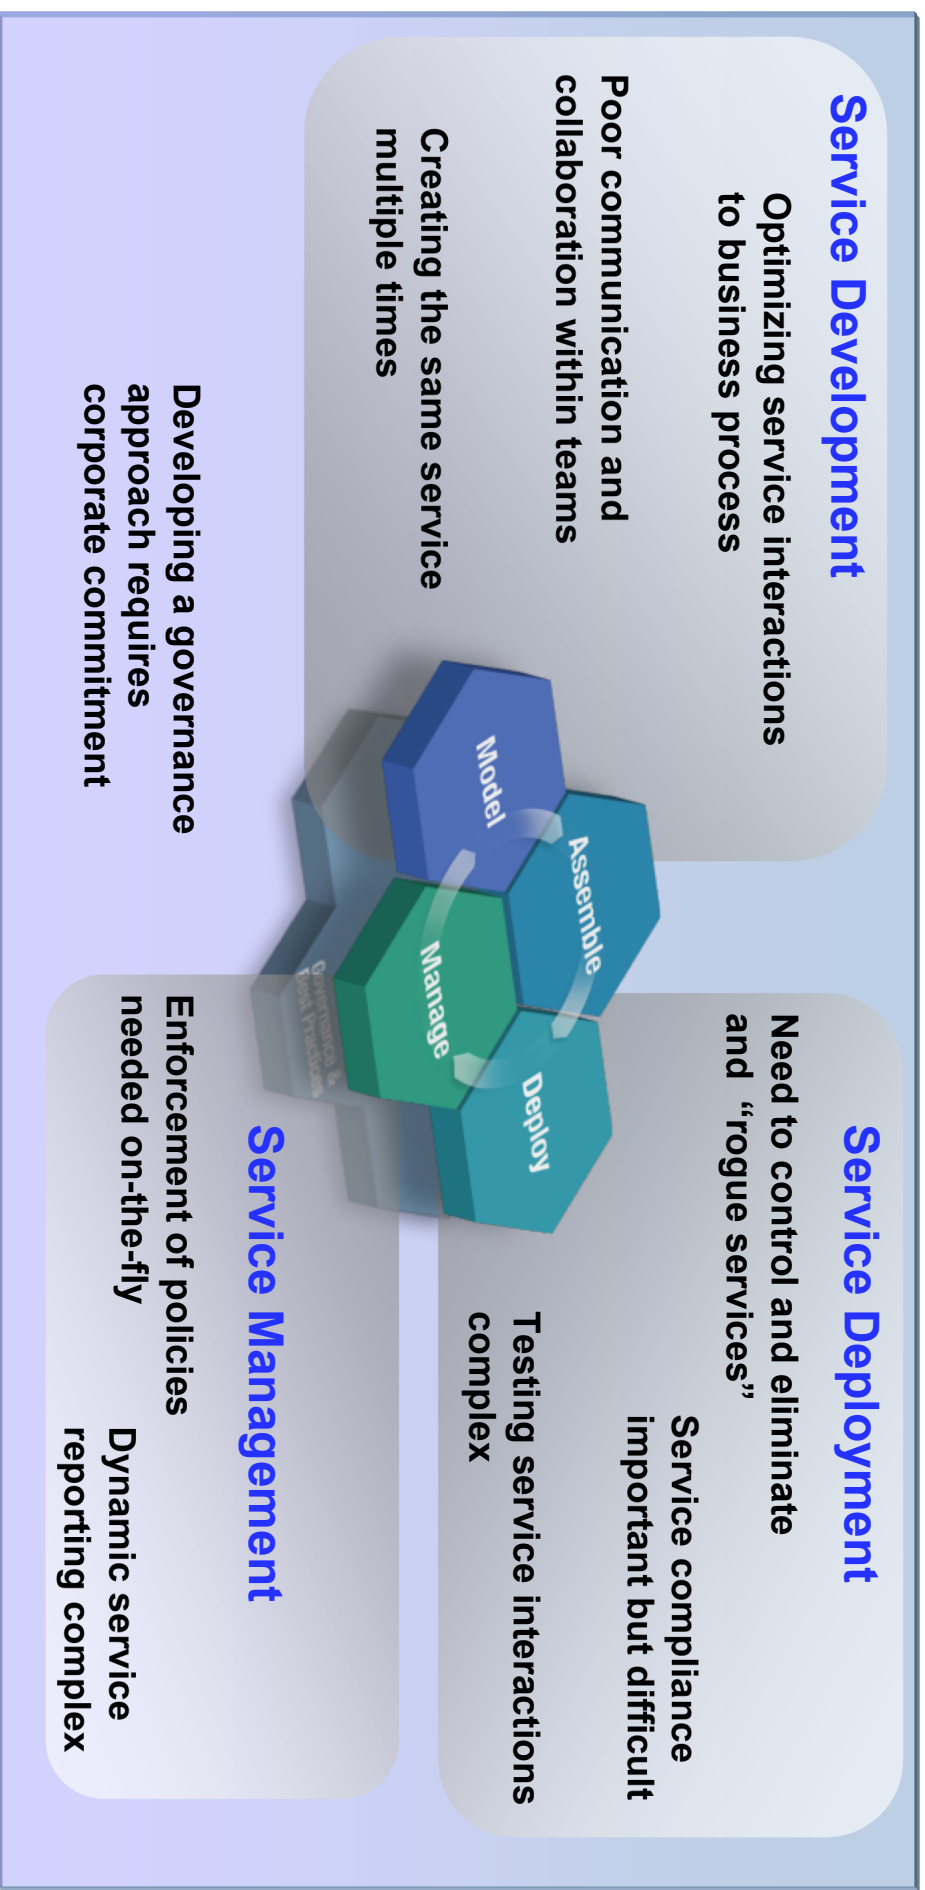 Service Development
Optimizing service interactions
to business process
Poor communication and
collaboration within teams
Creating the same service
multiple times
Developing a governance
approach requires
corporate commitment
Model
Assemble
Manage
Deploy
Governance &
Best Practices
Service Deployment
Need to control and eliminate
and “rogue services”
Service compliance
important but difficult
Testing service interactions
complex
Service Management
Enforcement of policies
needed on-the-fly
Dynamic service
reporting complex